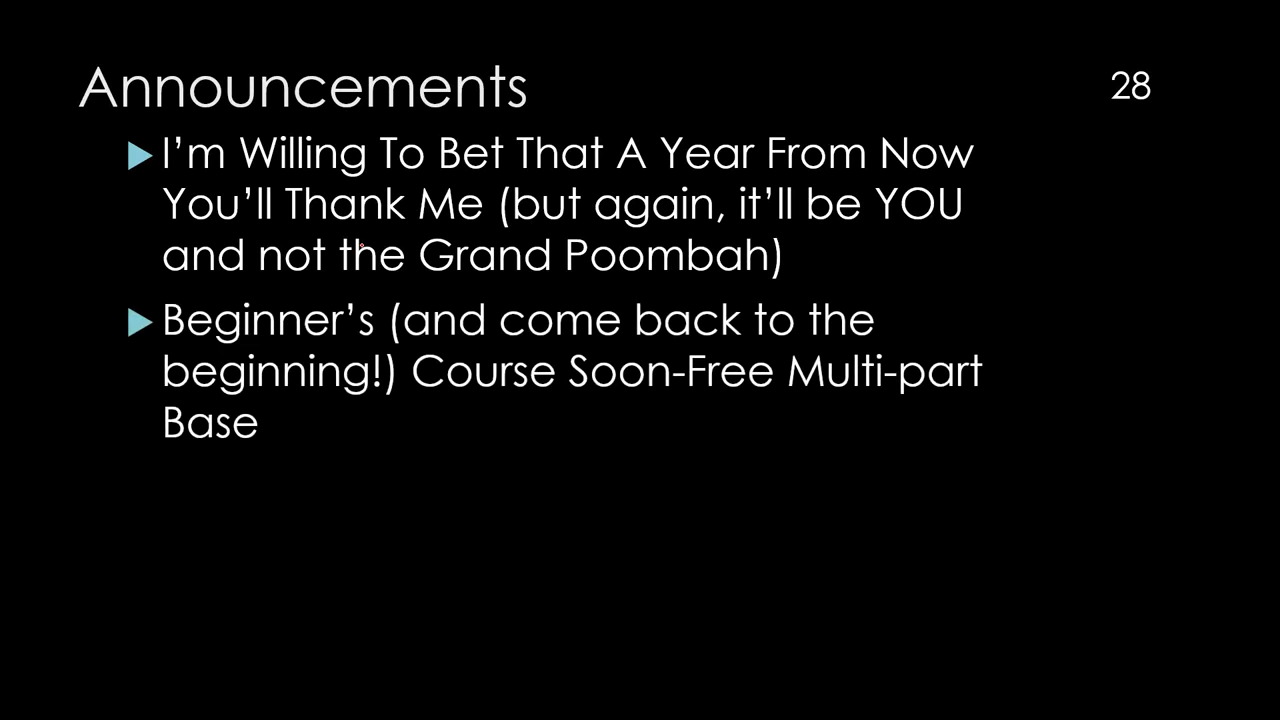 Announcements
28
I'm Willing To Bet That A Year From Now
You'll Thank Me (but again, it'll be YOU
and not the Grand Poombah)
Beginner's (and come back to the
beginning!) Course Soon-Free Multi-part
Base